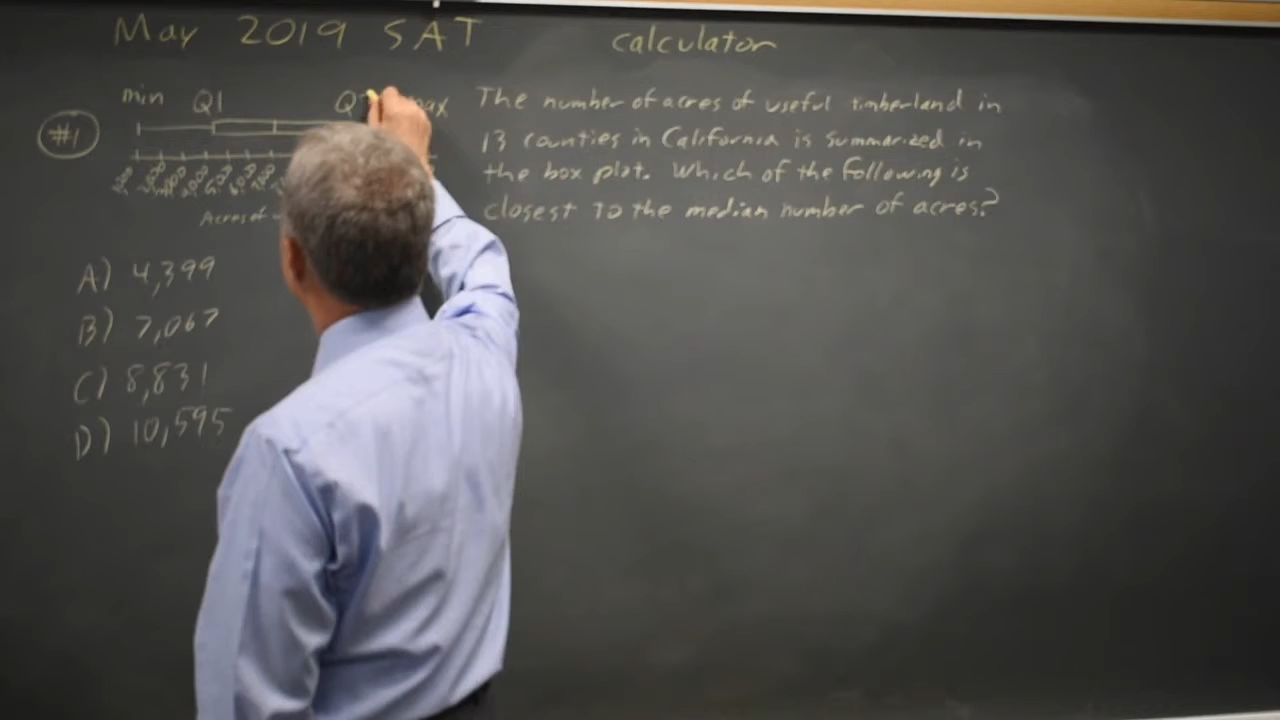 May 2019 SAT calculator
min Q1
#1
The number of acres of useful timberland in
13 counties in California is summarized in
the box plot. Which of the following is
closest to the median number of acres?
Acres of
A) 4,399
B) 7,067
C) 8,831
D) 10,595